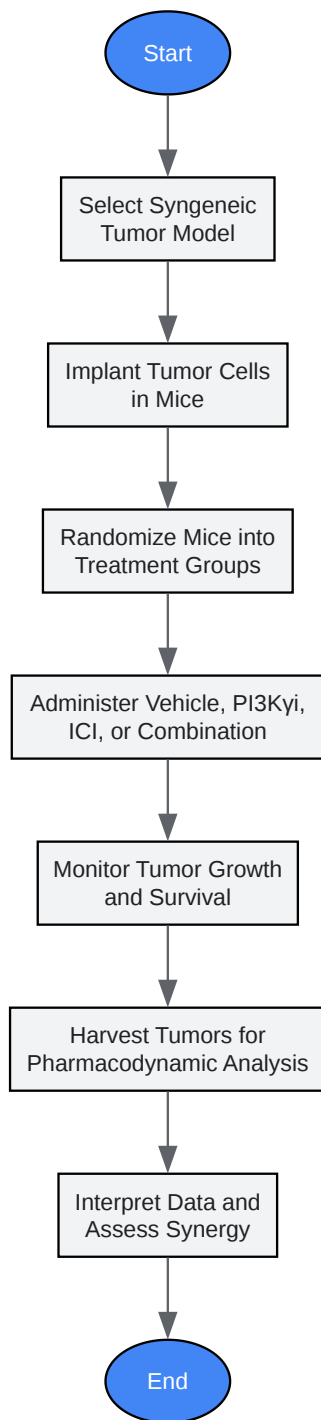 Start
Select Syngeneic
Tumor Model
Implant Tumor Cells
in Mice
Randomize Mice into
Treatment Groups
Administer Vehicle, PI3Kγi,
ICI, or Combination
Monitor Tumor Growth
and Survival
Harvest Tumors for
Pharmacodynamic Analysis
Interpret Data and
Assess Synergy
End